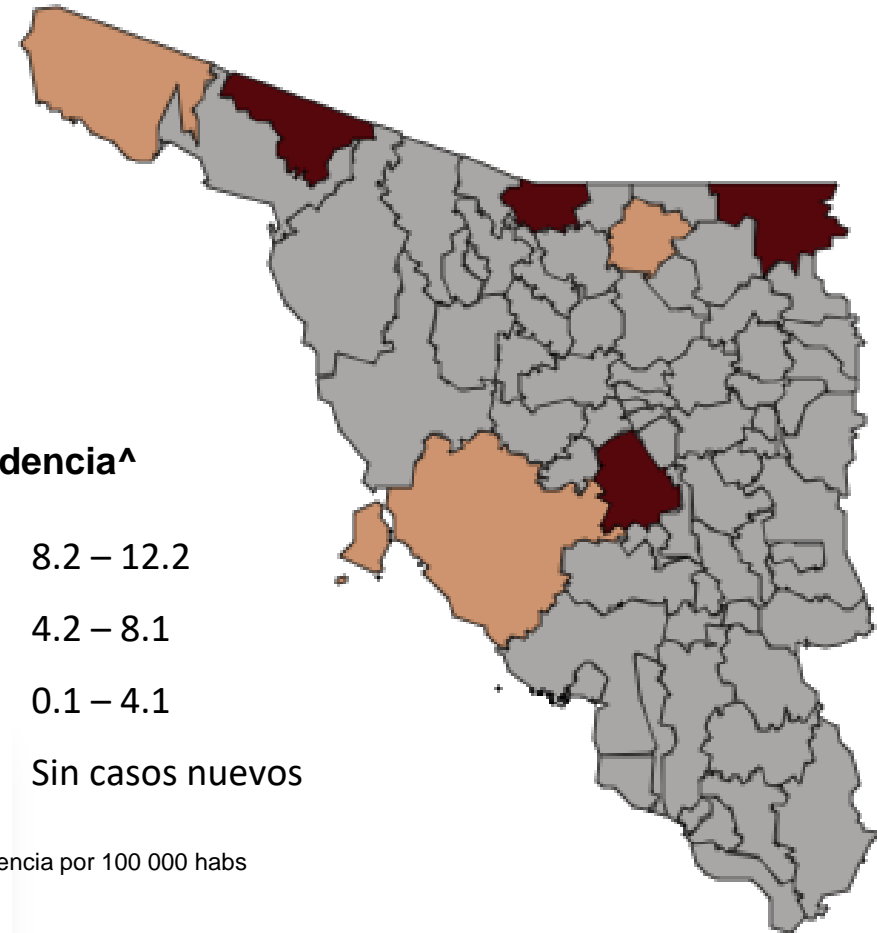 dencia^
8.2 – 12.2
4.2 – 8.1
0.1 – 4.1
Sin casos nuevos
encia por 100 000 habs